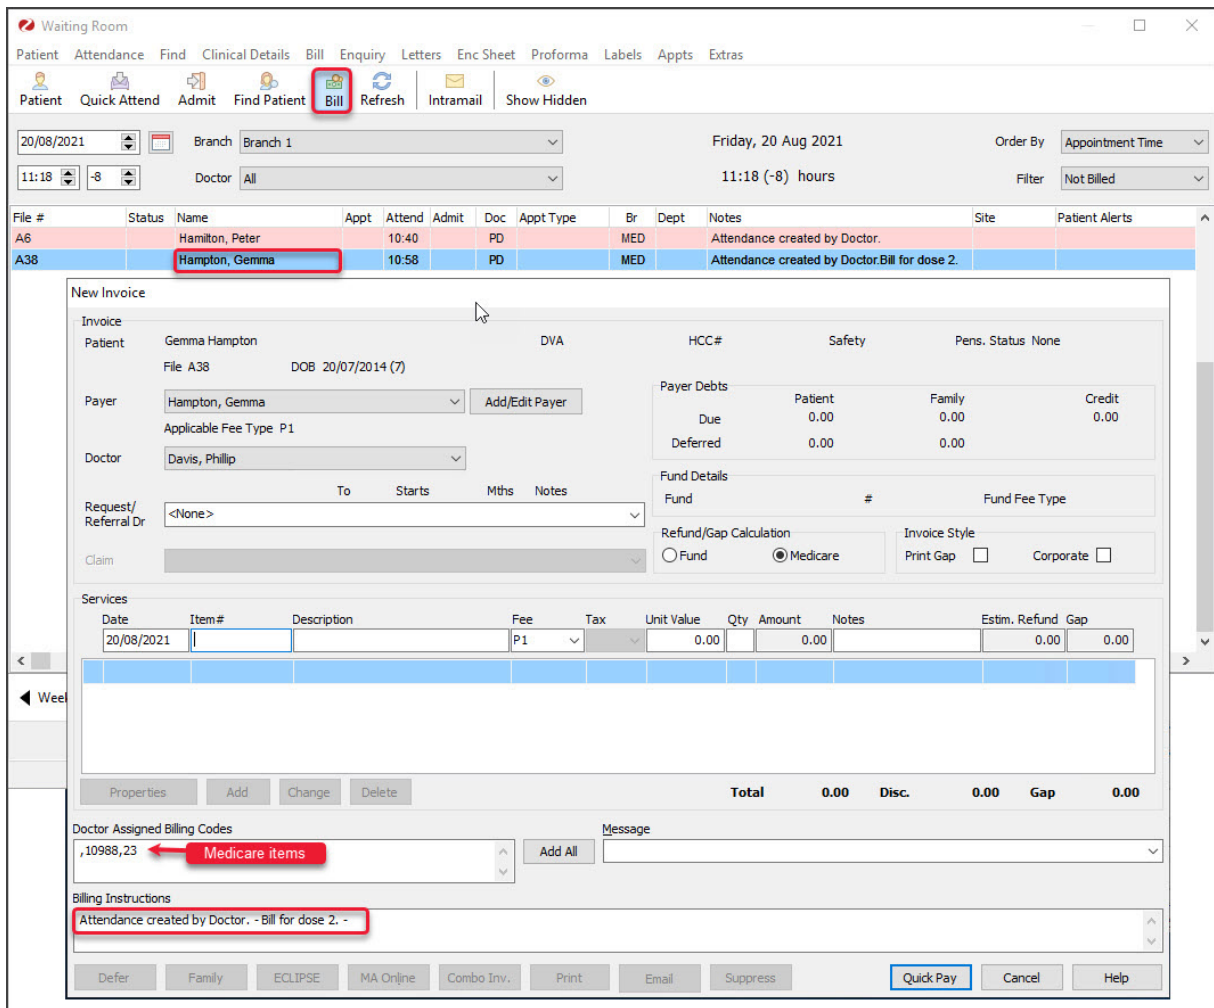 Waiting Room
Patient Attendance Find Clinical Details Bill Enquiry Letters Enc Sheet Proforma Labels Appts Extras
Patient Quick Attend Admit Find Patient Bill Refresh Intramail Show Hidden
20/08/2021 Branch Branch 1 Friday, 20 Aug 2021 Order By Appointment Time
11:18 -8 Doctor All 11:18 (-8) hours Filter Not Billed
File # Status Name Appt Attend Admit Doc Appt Type Br Dept Notes Site Patient Alerts
A6 Hamilton, Peter 10:40 PD MED Attendance created by Doctor.
A38 Hampton, Gemma 10:58 PD MED Attendance created by Doctor.Bill for dose 2.
New Invoice
Invoice
Patient Gemma Hampton DVA HCC# Safety Pens. Status None
File A38 DOB 20/07/2014 (7)
Payer Debts
Payer Hampton, Gemma Add/Edit Payer Patient Family Credit
Due 0.00 0.00 0.00
Applicable Fee Type P1
Deferred 0.00 0.00
Doctor Davis, Phillip
Fund Details
To Starts Mths Notes
Fund # Fund Fee Type
Request/
Referral Dr <None>
Refund/Gap Calculation Invoice Style
Claim Fund Medicare Print Gap Corporate
Services
Date Item# Description Fee Tax Unit Value Qty Amount Notes Estim. Refund Gap
20/08/2021 P1 0.00 0.00 0.00 0.00
Week
Properties Add Change Delete Total 0.00 Disc. 0.00 Gap 0.00
Doctor Assigned Billing Codes Message
,10988,23 Medicare items Add All
Billing Instructions
Attendance created by Doctor. - Bill for dose 2. -
Defer Family ECLIPSE MA Online Combo Inv. Print Email Suppress Quick Pay Cancel Help